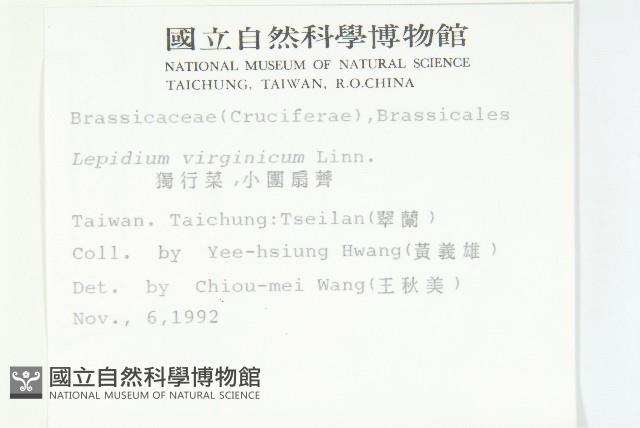 國立自然科學博物館
NATIONAL MUSEUM OF NATURAL SCIENCE
TAICHUNG, TAIWAN, R.O.CHINA
Brassicaceae(Cruciferae),Brassicales
Lepidium virginicum Linn.
獨行菜,小團扇薺
Taiwan. Taichung:Tseilan(翠蘭)
Coll. by Yee-hsiung Hwang(黃義雄)
Det. by Chiou-mei Wang(王秋美)
Nov., 6,1992
國立自然科學博物館
NATIONAL MUSEUM OF NATURAL SCIENCE